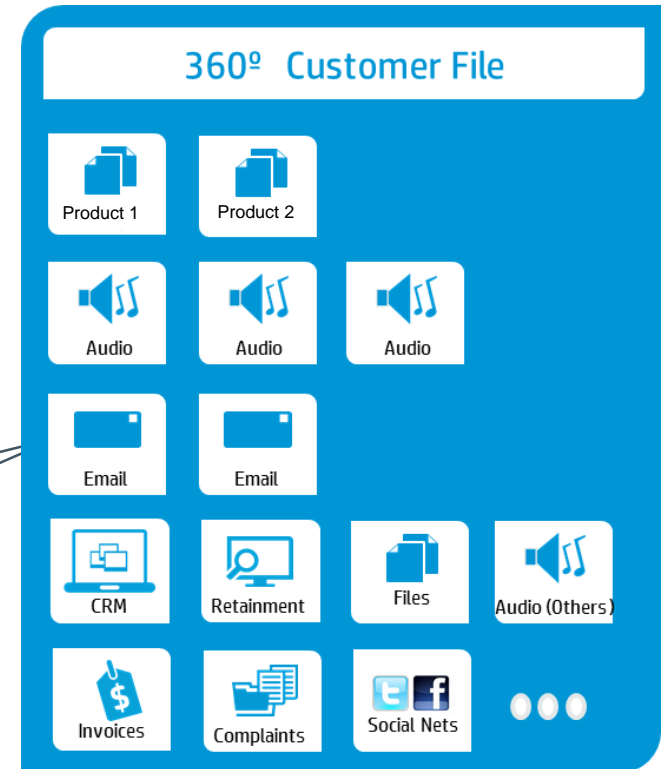 360º Customer File
Product 1
Product 2
Audio
Audio
Audio
Email
Email
CRM
Retainment
Files
Audio (Others)
$
Invoices
Complaints
t f
Social Nets